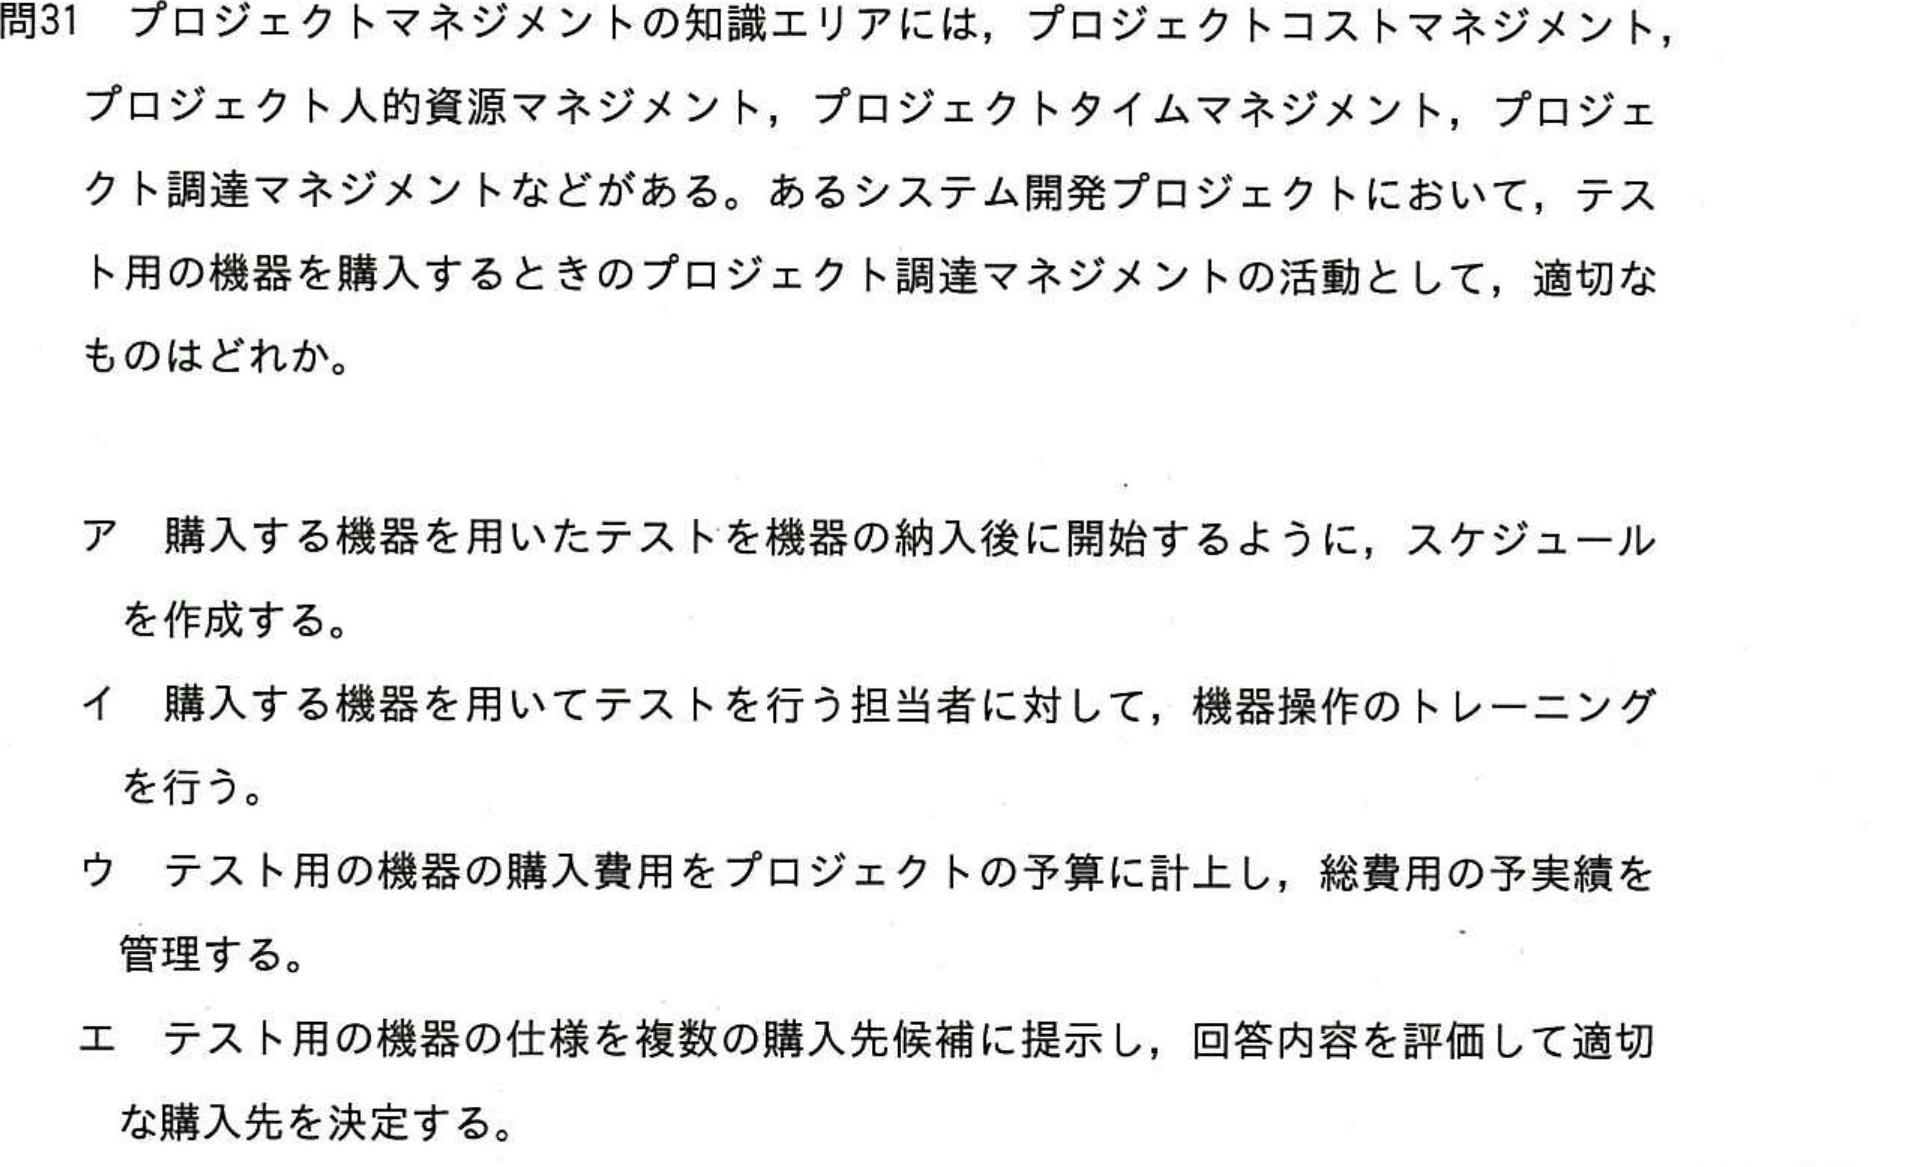 問31 プロジェクトマネジメントの知識エリアには，プロジェクトコストマネジメント，
プロジェクト人的資源マネジメント，プロジェクトタイムマネジメント，プロジェ
クト調達マネジメントなどがある。あるシステム開発プロジェクトにおいて，テス
ト用の機器を購入するときのプロジェクト調達マネジメントの活動として，適切な
ものはどれか。
ア 購入する機器を用いたテストを機器の納入後に開始するように，スケジュール
を作成する。
イ 購入する機器を用いてテストを行う担当者に対して，機器操作のトレーニング
を行う。
ウ テスト用の機器の購入費用をプロジェクトの予算に計上し，総費用の予実績を
管理する。
エ テスト用の機器の仕様を複数の購入先候補に提示し，回答内容を評価して適切
な購入先を決定する。